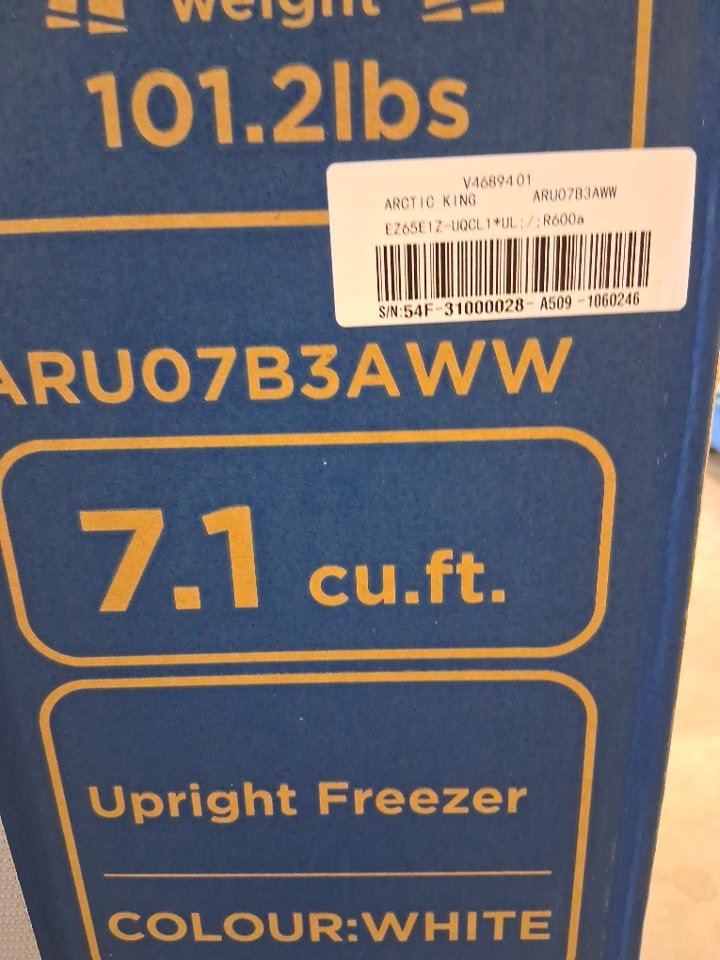 weight
101.2lbs
V4689401
ARCTIC KING ARU07B3AWW
EZ65E1Z-UQCL1*UL;/;R600a
S/N:54F-31000028-A509-1060246
ARU07B3AWW
7.1 cu.ft.
Upright Freezer
COLOUR:WHITE